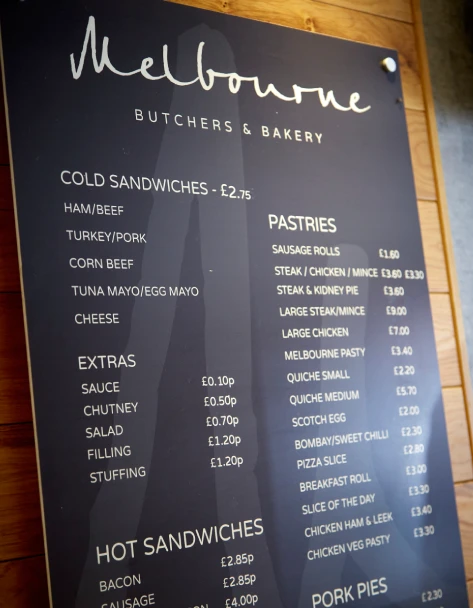 Melbourne
BUTCHERS & BAKERY
COLD SANDWICHES - £2.75
HAM/BEEF
TURKEY/PORK
CORN BEEF
TUNA MAYO/EGG MAYO
CHEESE
EXTRAS
SAUCE £0.10p
CHUTNEY £0.50p
SALAD £0.70p
FILLING £1.20p
STUFFING £1.20p
HOT SANDWICHES
BACON £2.85p
SAUSAGE £2.85p
£4.00p
PASTRIES
SAUSAGE ROLLS £1.60
STEAK / CHICKEN / MINCE £3.60 £3.30
STEAK & KIDNEY PIE £3.60
LARGE STEAK/MINCE £9.00
LARGE CHICKEN £7.00
MELBOURNE PASTY £3.40
QUICHE SMALL £2.20
QUICHE MEDIUM £5.70
SCOTCH EGG £2.00
BOMBAY/SWEET CHILLI £2.30
PIZZA SLICE £2.80
BREAKFAST ROLL £3.00
SLICE OF THE DAY £3.30
CHICKEN HAM & LEEK £3.40
CHICKEN VEG PASTY £3.30
PORK PIES
£2.30